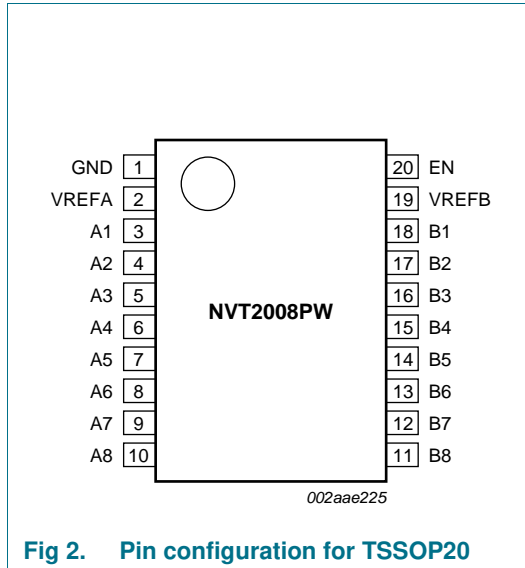 GND 1 20 EN
VREFA 2 19 VREFB
A1 3 18 B1
A2 4 17 B2
A3 5 16 B3
NVT2008PW
A4 6 15 B4
A5 7 14 B5
A6 8 13 B6
A7 9 12 B7
A8 10 11 B8
002aae225
Fig 2. Pin configuration for TSSOP20